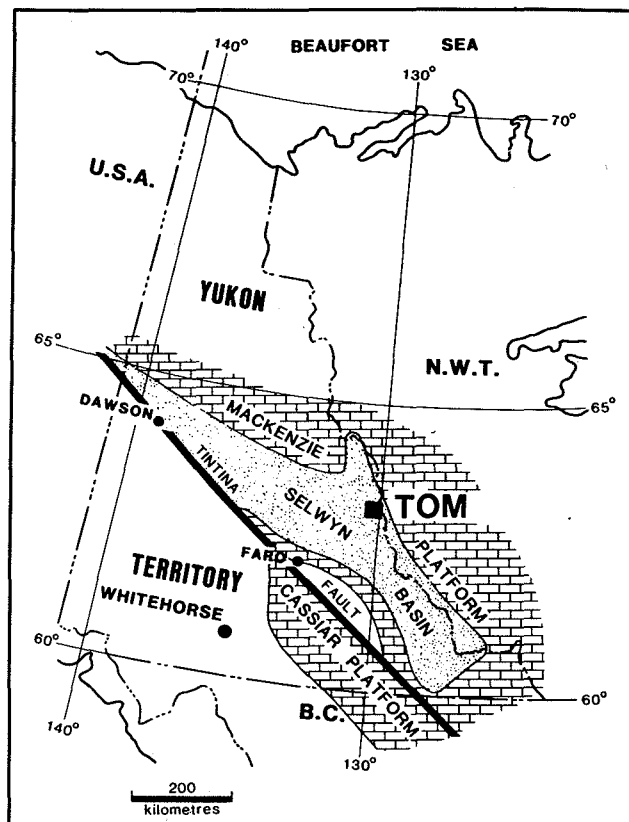 140°
BEAUFORT SEA
130°
70°
70°
U.S.A.
YUKON
N.W.T.
65°
65°
DAWSON
MACKENZIE
TINTINA
SELWYN
TOM
FARO
PLATFORM
TERRITORY
WHITEHORSE
FAULT
BASIN
CASSIAR PLATFORM
60°
60°
B.C.
140°
130°
200
kilometres